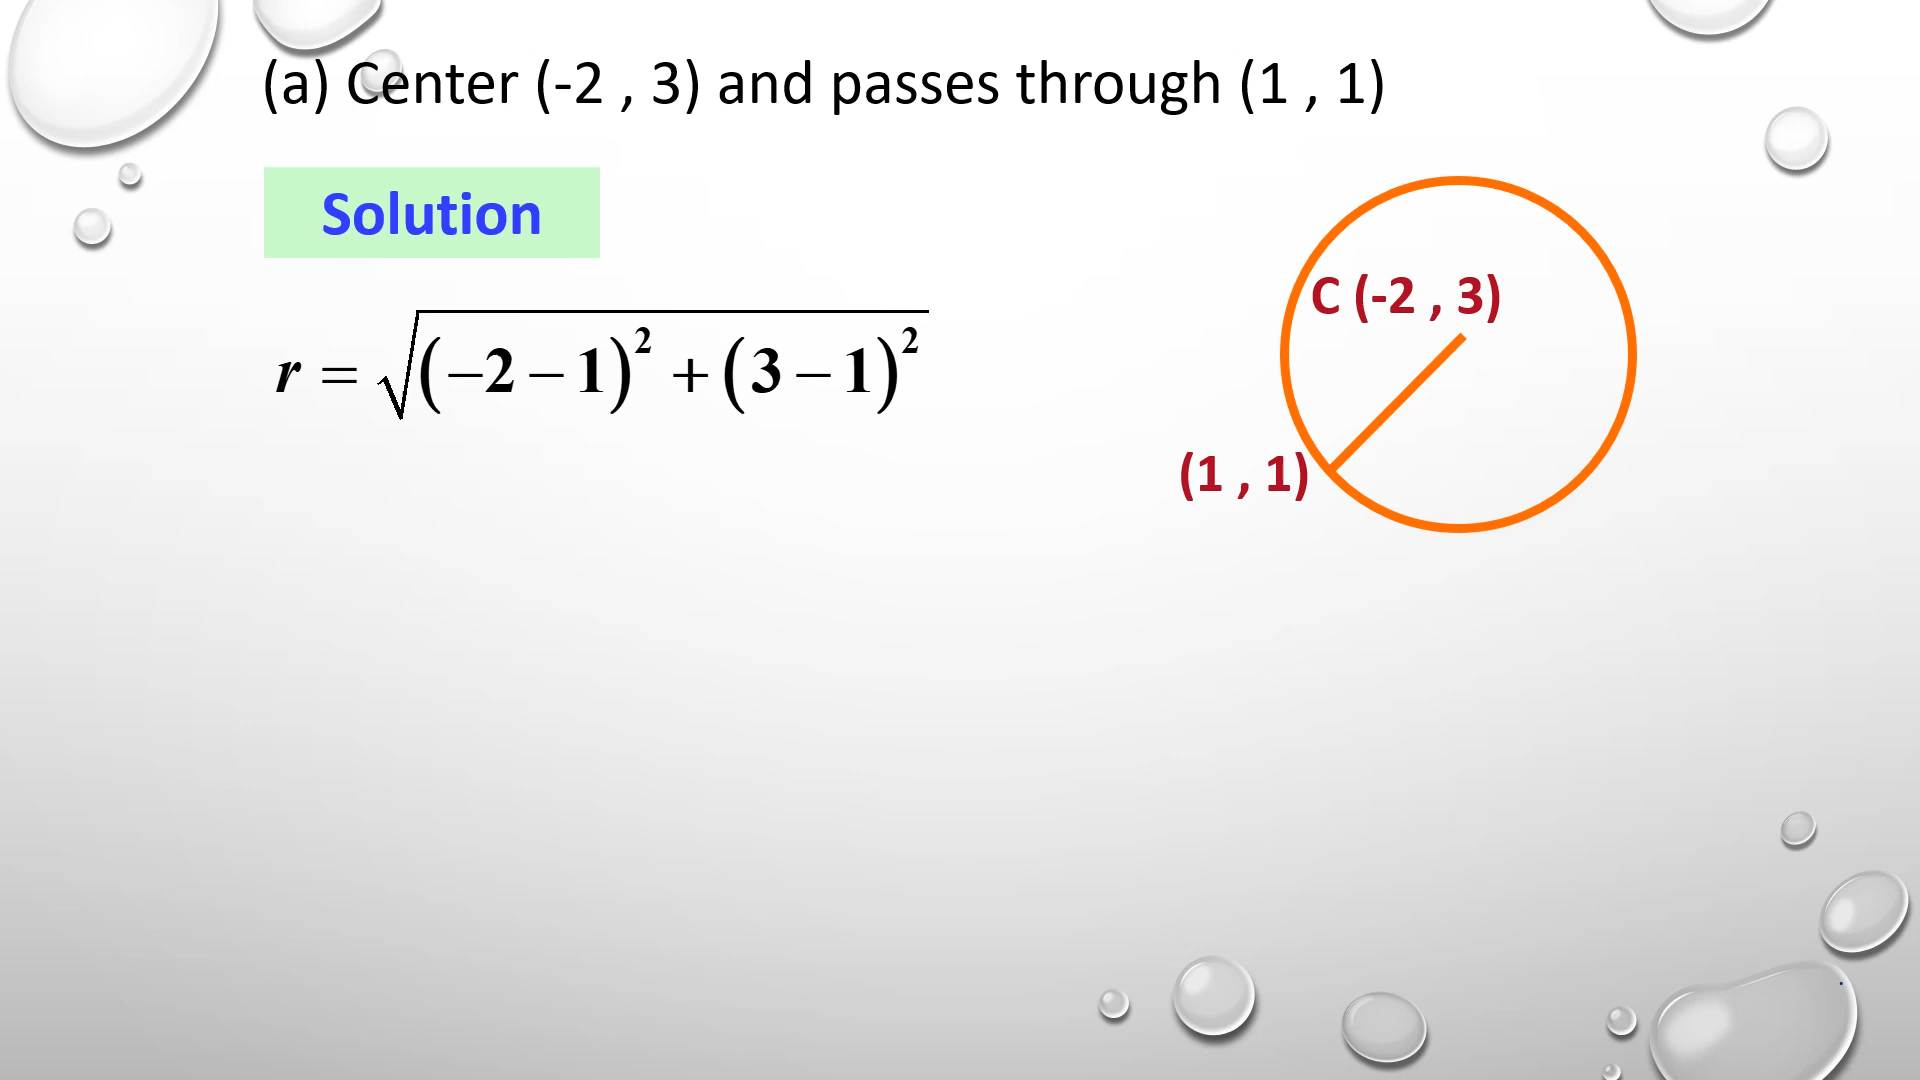 (a) Center (-2 , 3) and passes through (1 , 1)
Solution
r = √(−2 − 1)² + (3 − 1)²
C (-2 , 3)
(1 , 1)